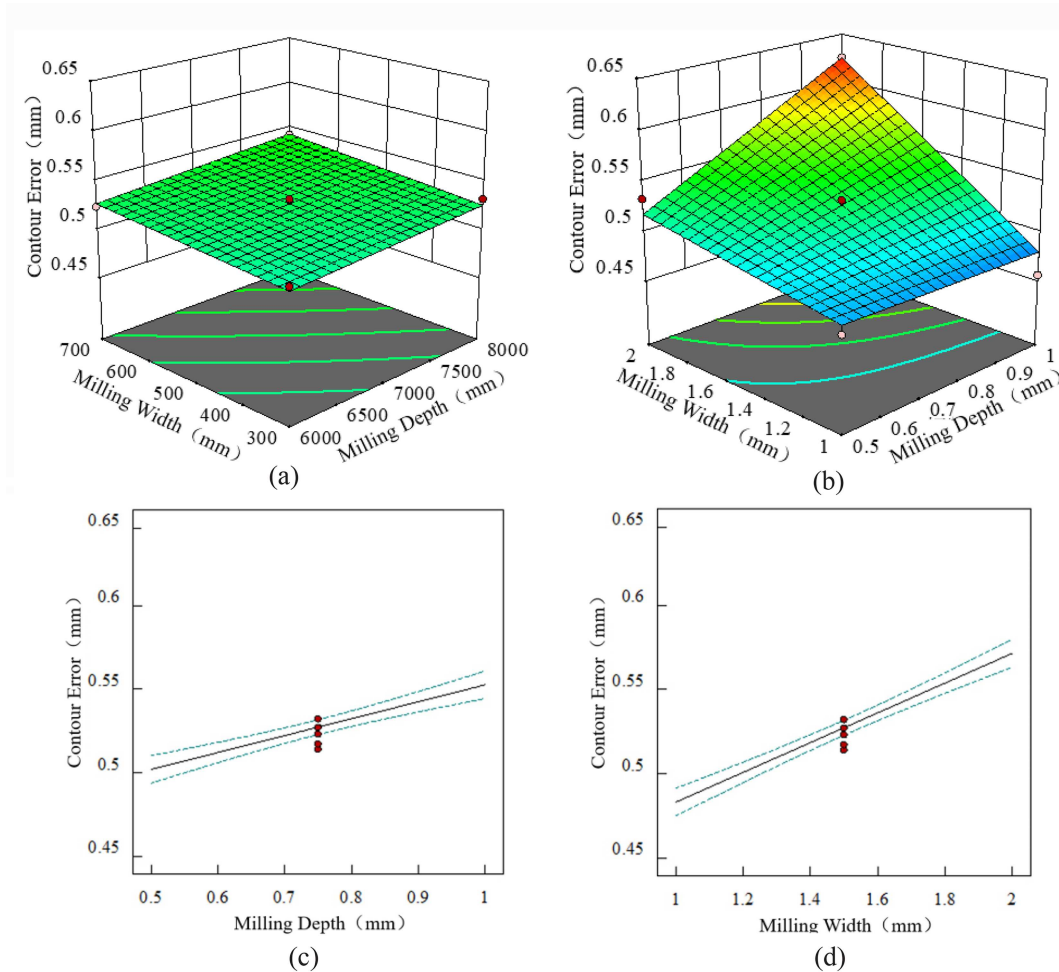 0.65
0.6
0.55
0.5
0.45
Contour Error（mm）
700
600
500
400
300
Milling Width（mm）
6000
6500
7000
7500
8000
Milling Depth（mm）
(a)
0.65
0.6
0.55
0.5
0.45
Contour Error（mm）
2
1.8
1.6
1.4
1.2
1
Milling Width（mm）
0.5
0.6
0.7
0.8
0.9
1
Milling Depth（mm）
(b)
0.65
0.6
0.55
0.5
0.45
Contour Error（mm）
0.5 0.6 0.7 0.8 0.9 1
Milling Depth（mm）
(c)
0.65
0.6
0.55
0.5
0.45
Contour Error（mm）
1 1.2 1.4 1.6 1.8 2
Milling Width（mm）
(d)